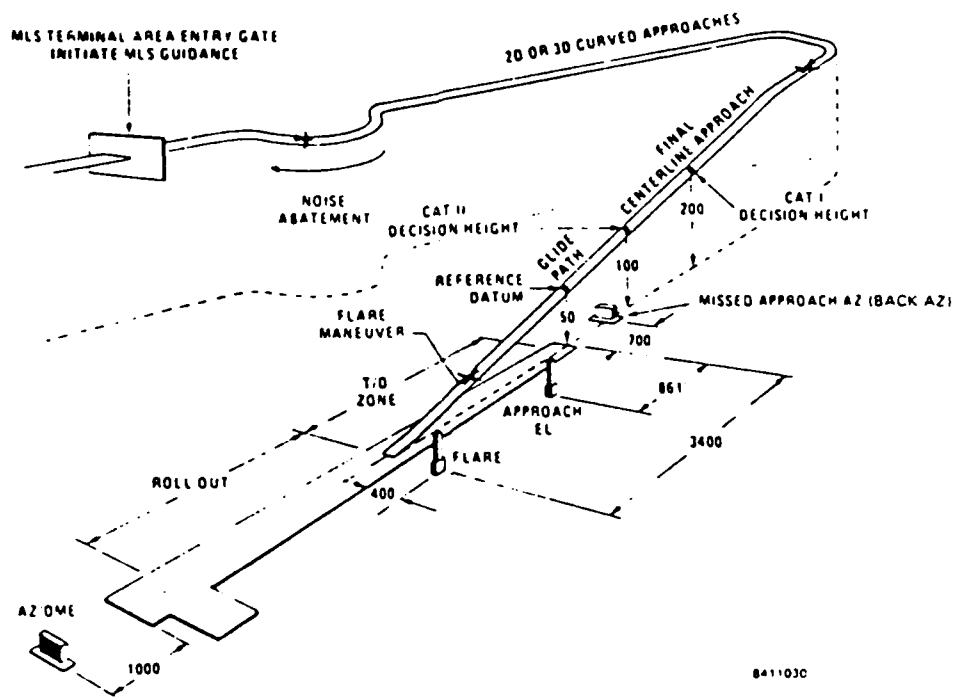 MLS TERMINAL AREA ENTRY GATE
INITIATE MLS GUIDANCE
2D OR 3D CURVED APPROACHES
FINAL
CENTERLINE APPROACH
NOISE
ABATEMENT
CAT II
DECISION HEIGHT
200
CAT I
DECISION HEIGHT
GLIDE
PATH
100
REFERENCE
DATUM
50
MISSED APPROACH AZ (BACK AZ)
700
FLARE
MANEUVER
T/D
ZONE
861
APPROACH
EL
3400
FLARE
ROLL OUT
400
AZ/DME
1000
841103C